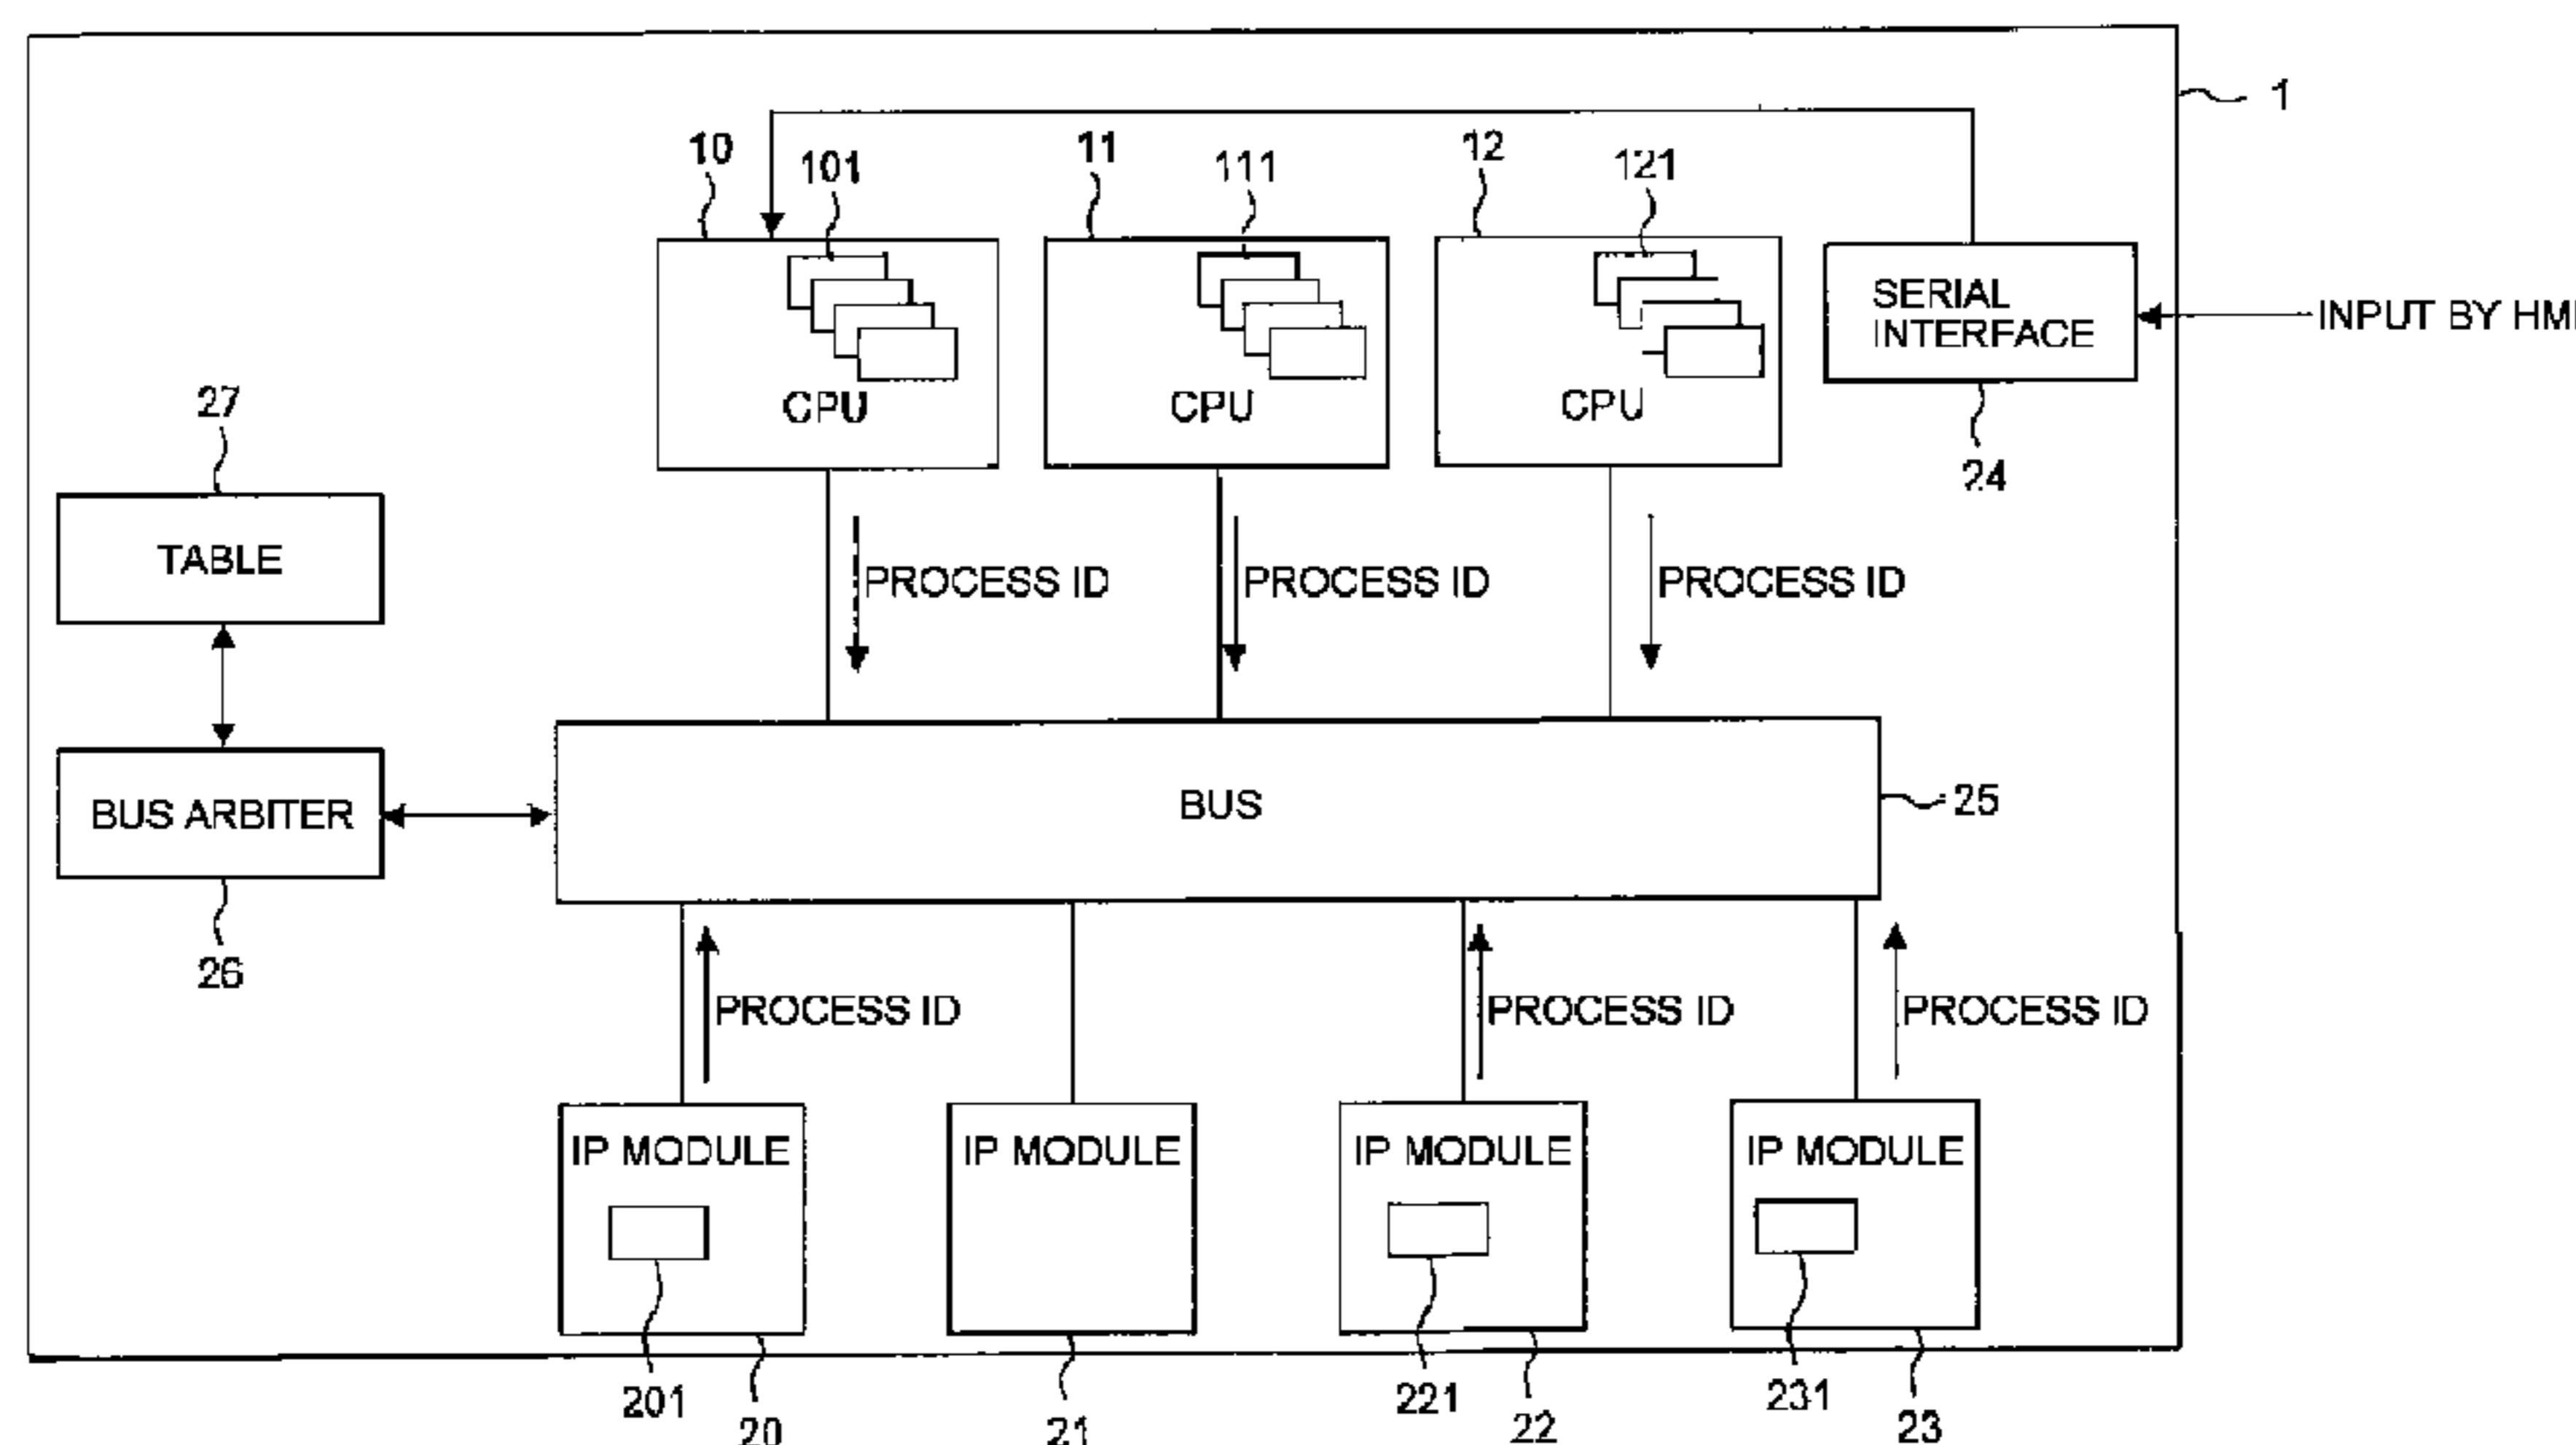 1
10
101
11
111
12
121
SERIAL
INTERFACE
INPUT BY HMI
CPU
CPU
CPU
24
27
TABLE
PROCESS ID
PROCESS ID
PROCESS ID
BUS ARBITER
BUS
25
26
PROCESS ID
PROCESS ID
PROCESS ID
IP MODULE
IP MODULE
IP MODULE
IP MODULE
201
20
21
221
22
231
23